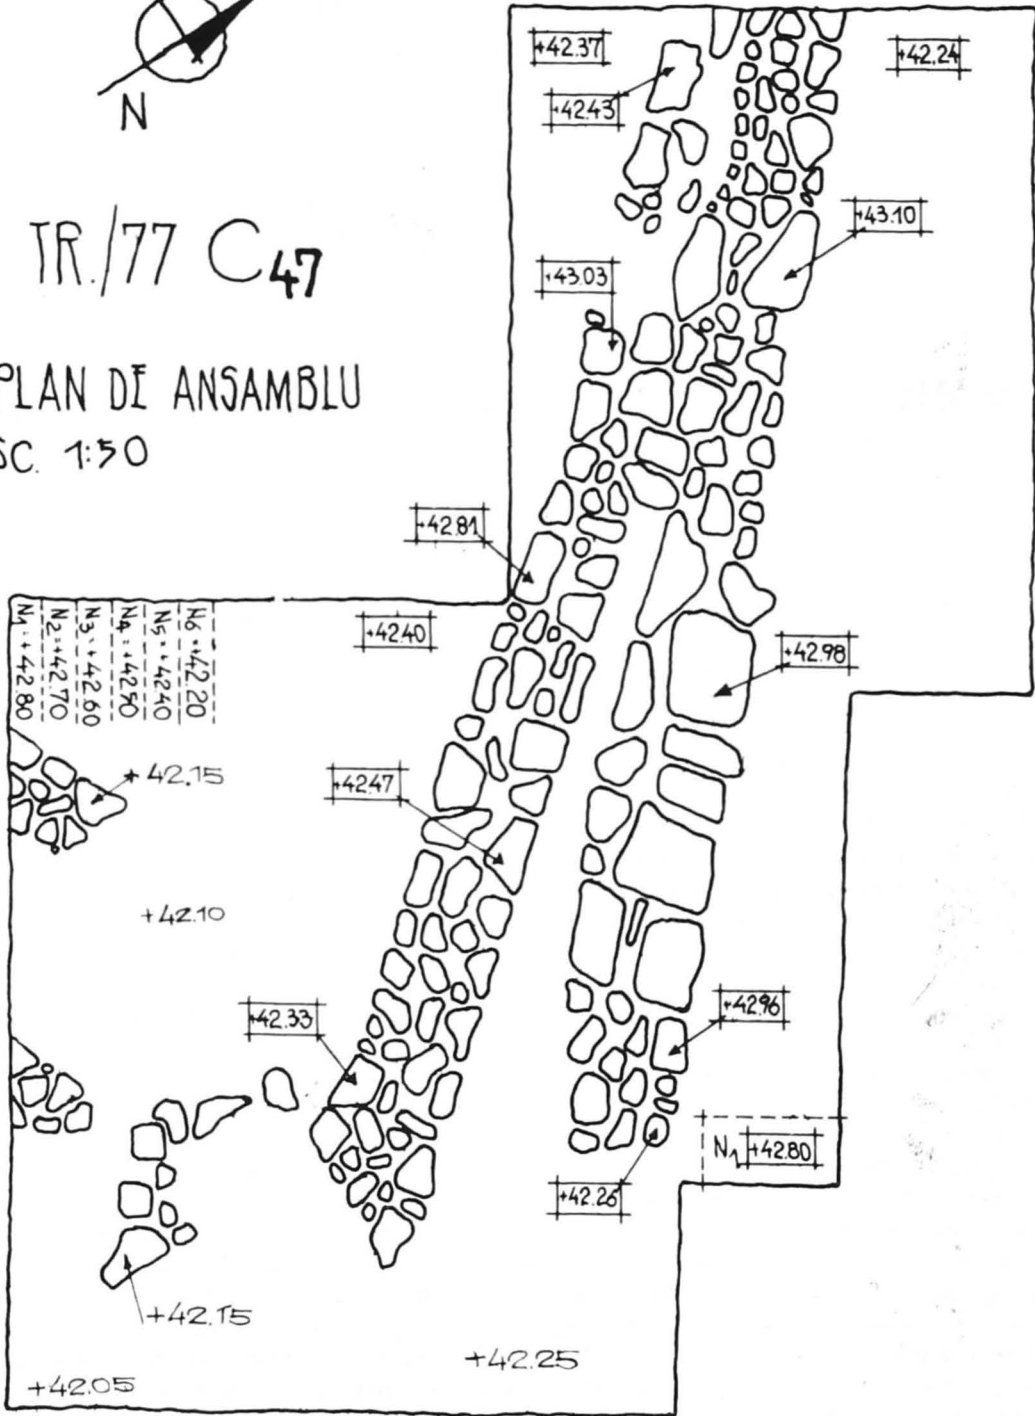 N
TR./77 C47
PLAN DE ANSAMBLU
SC. 1:50
+42.37
+42.24
+42.43
+43.10
+43.03
+42.81
+42.40
+42.98
N6 +42.20
N5=+42.40
N4=+42.50
N3=+42.60
N2=+42.70
N1=+42.80
+42.15
+42.47
+42.10
+42.33
+42.96
N1 +42.80
+42.26
+42.15
+42.25
+42.05